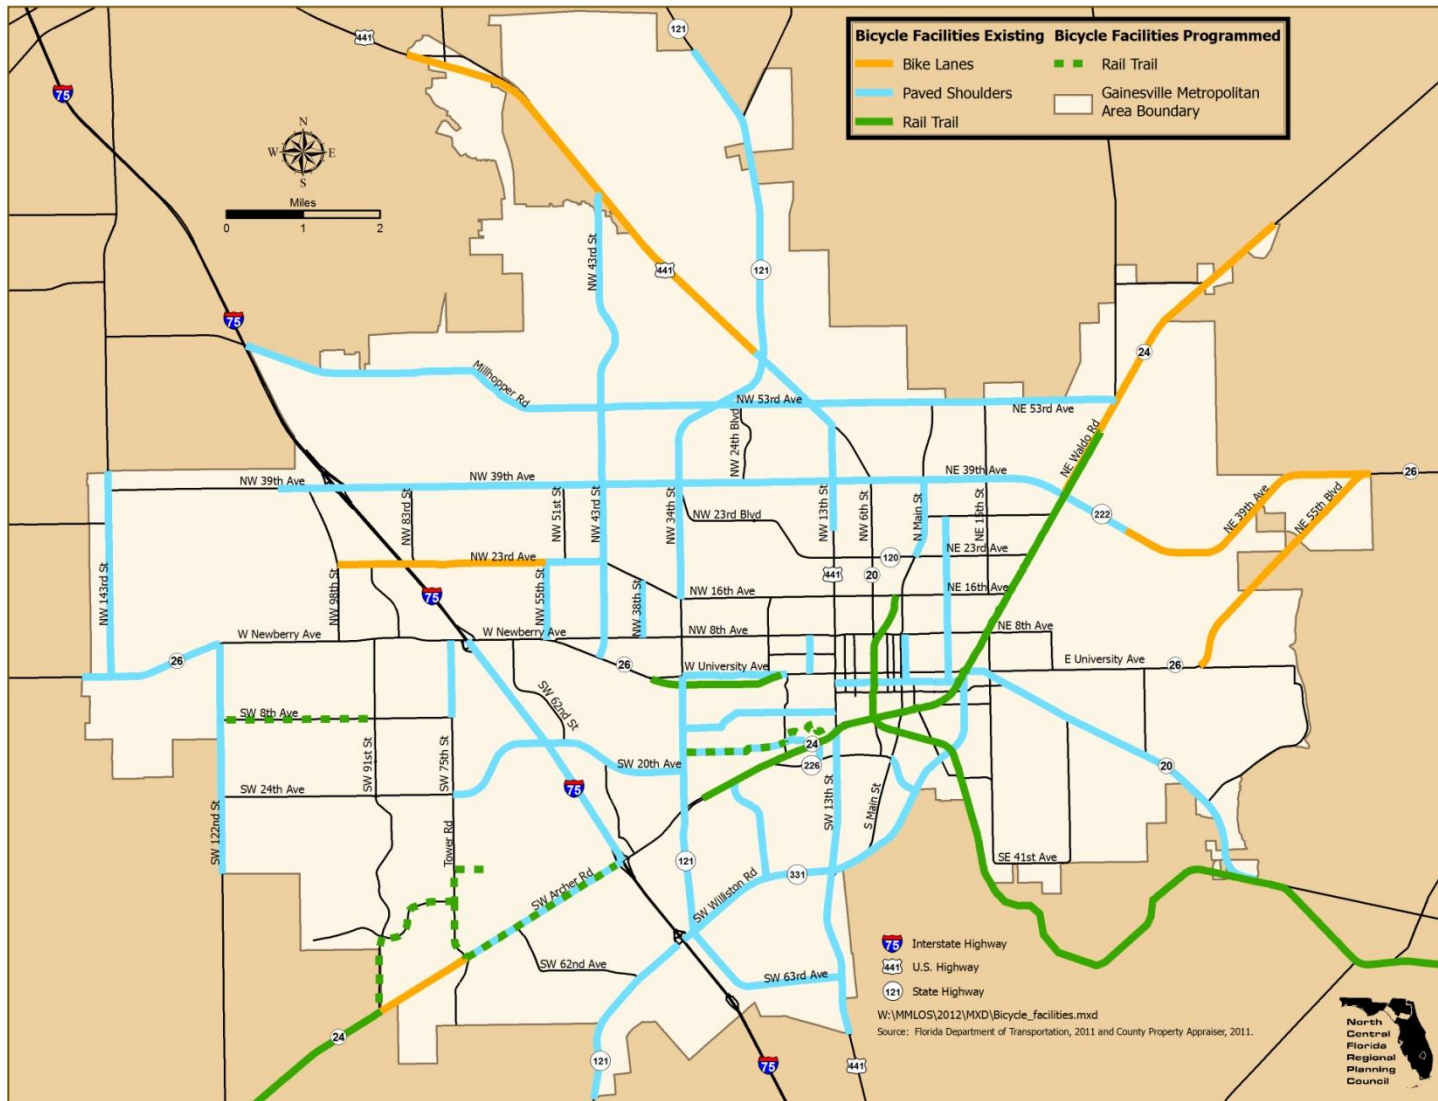 Bicycle Facilities Existing
Bike Lanes
Paved Shoulders
Rail Trail
Bicycle Facilities Programmed
Rail Trail
Gainesville Metropolitan
Area Boundary
441
121
75
N
W E
S
Miles
0 1 2
75
NW 43rd St
441
121
24
Millhopper Rd
NW 53rd Ave
NE 53rd Ave
NW 24th Blvd
NE Waldo Rd
NW 39th Ave
NW 39th Ave
NE 39th Ave
26
NW 83rd St
NW 51st St
NW 43rd St
NW 34th St
NW 23rd Blvd
NW 13th St
NW 6th St
N Main St
NE 15th St
222
NE 39th Ave
NE 55th Blvd
NW 23rd Ave
120
NE 23rd Ave
NW 143rd St
NW 98th St
75
NW 55th St
NW 38th St
441
20
NW 16th Ave
NE 16th Ave
W Newberry Ave
W Newberry Ave
NW 8th Ave
NE 8th Ave
26
26
W University Ave
E University Ave
26
SW 8th Ave
SW 62nd St
SW 91st St
SW 75th St
24
226
SW 20th Ave
20
SW 24th Ave
75
SW 122nd St
Tower Rd
SW 13th St
S Main St
SE 41st Ave
121
331
SW Archer Rd
SW Williston Rd
SW 62nd Ave
SW 63rd Ave
24
121
75
441
75 Interstate Highway
441 U.S. Highway
121 State Highway
W:\MMLOS\2012\MXD\Bicycle_facilities.mxd
Source: Florida Department of Transportation, 2011 and County Property Appraiser, 2011.
North
Central
Florida
Regional
Planning
Council